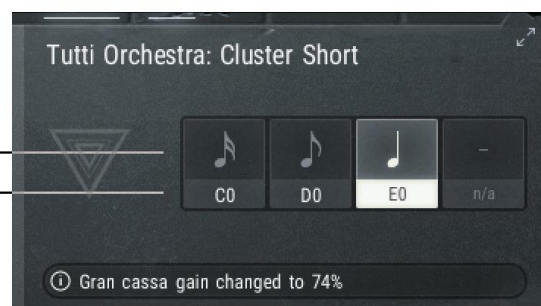 Tutti Orchestra: Cluster Short
C0 D0 E0 n/a
Gran cassa gain changed to 74%